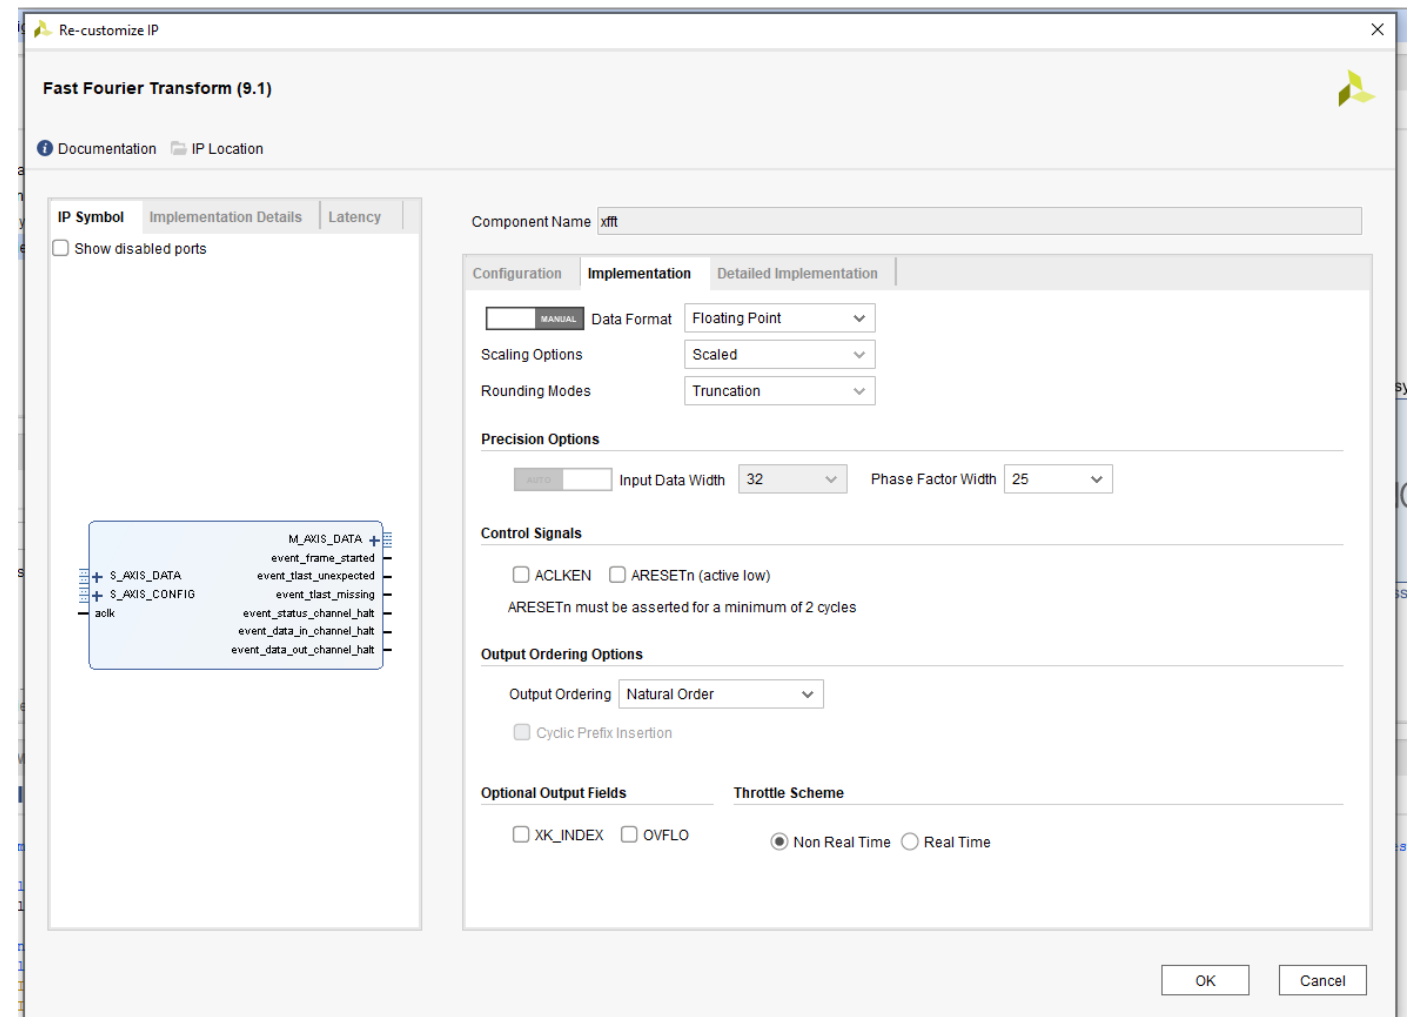 Re-customize IP
Fast Fourier Transform (9.1)
Documentation IP Location
IP Symbol Implementation Details Latency
Show disabled ports
M_AXIS_DATA
event_frame_started
S_AXIS_DATA event_tlast_unexpected
S_AXIS_CONFIG event_tlast_missing
aclk event_status_channel_halt
event_data_in_channel_halt
event_data_out_channel_halt
Component Name xfft
Configuration Implementation Detailed Implementation
MANUAL Data Format Floating Point
Scaling Options Scaled
Rounding Modes Truncation
Precision Options
AUTO Input Data Width 32 Phase Factor Width 25
Control Signals
ACLKEN ARESETn (active low)
ARESETn must be asserted for a minimum of 2 cycles
Output Ordering Options
Output Ordering Natural Order
Cyclic Prefix Insertion
Optional Output Fields Throttle Scheme
XK_INDEX OVFLO Non Real Time Real Time
OK Cancel